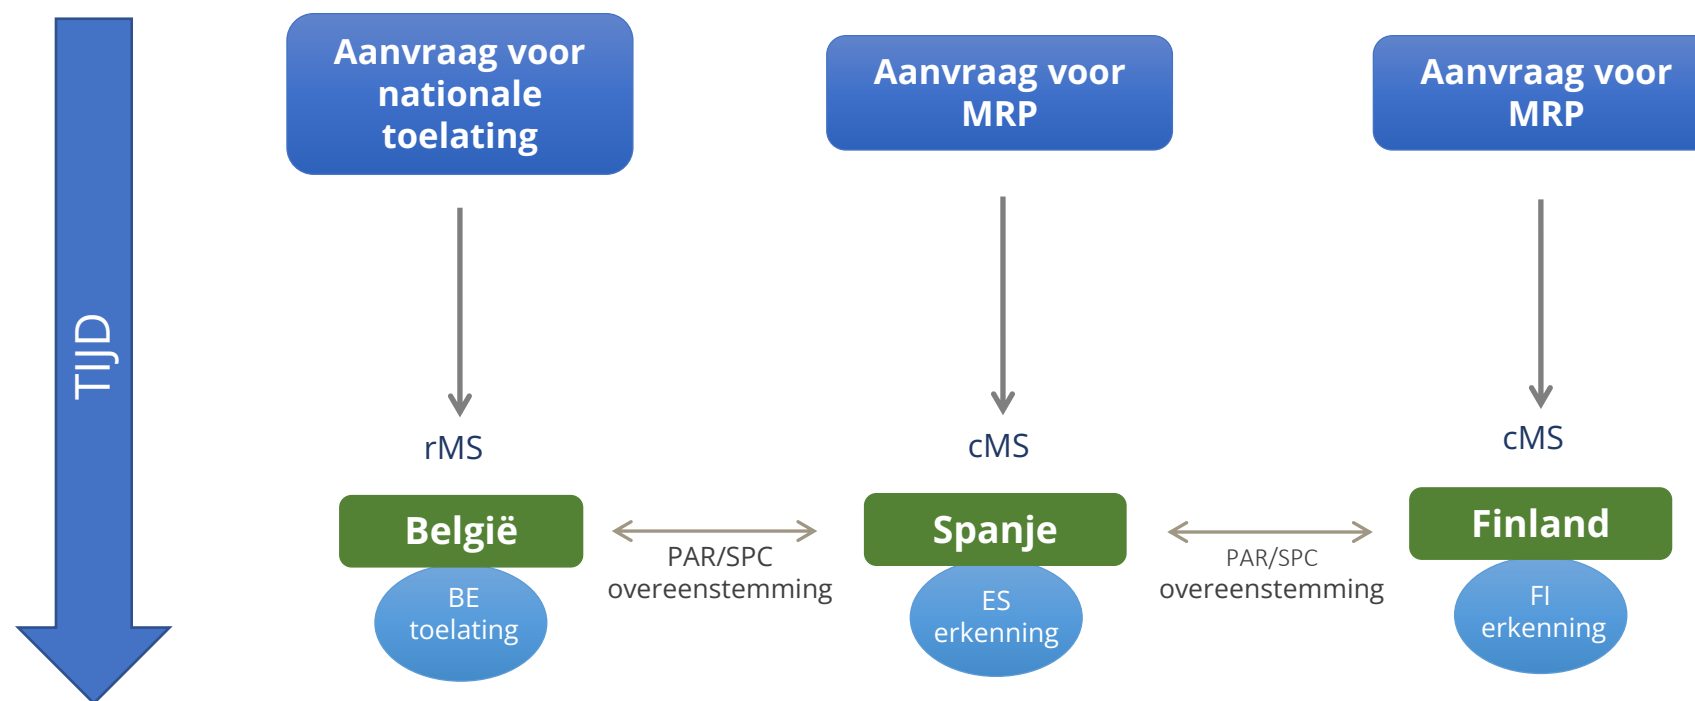 TIJD
Aanvraag voor
nationale
toelating
Aanvraag voor
MRP
Aanvraag voor
MRP
rMS
cMS
cMS
België
Spanje
Finland
PAR/SPC
overeenstemming
PAR/SPC
overeenstemming
BE
toelating
ES
erkenning
FI
erkenning